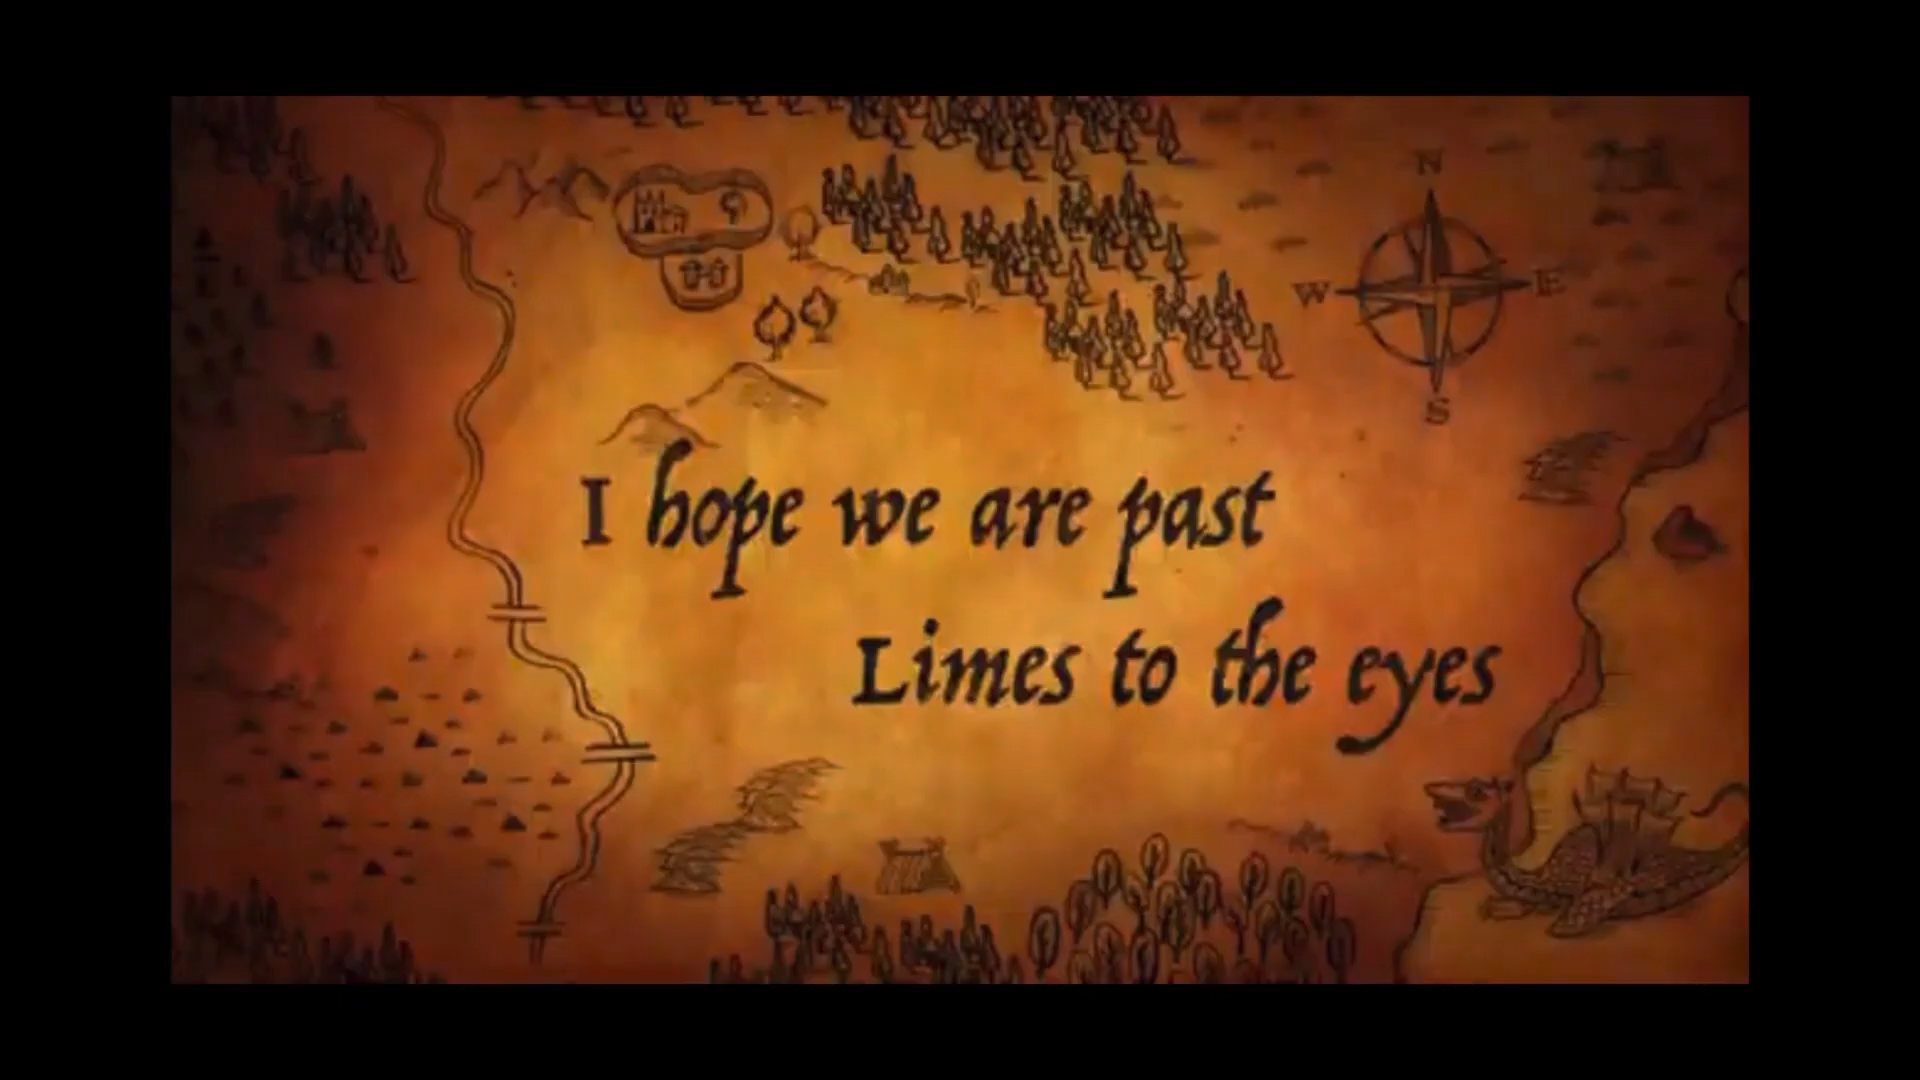 N
W E
S
I hope we are past
Limes to the eyes